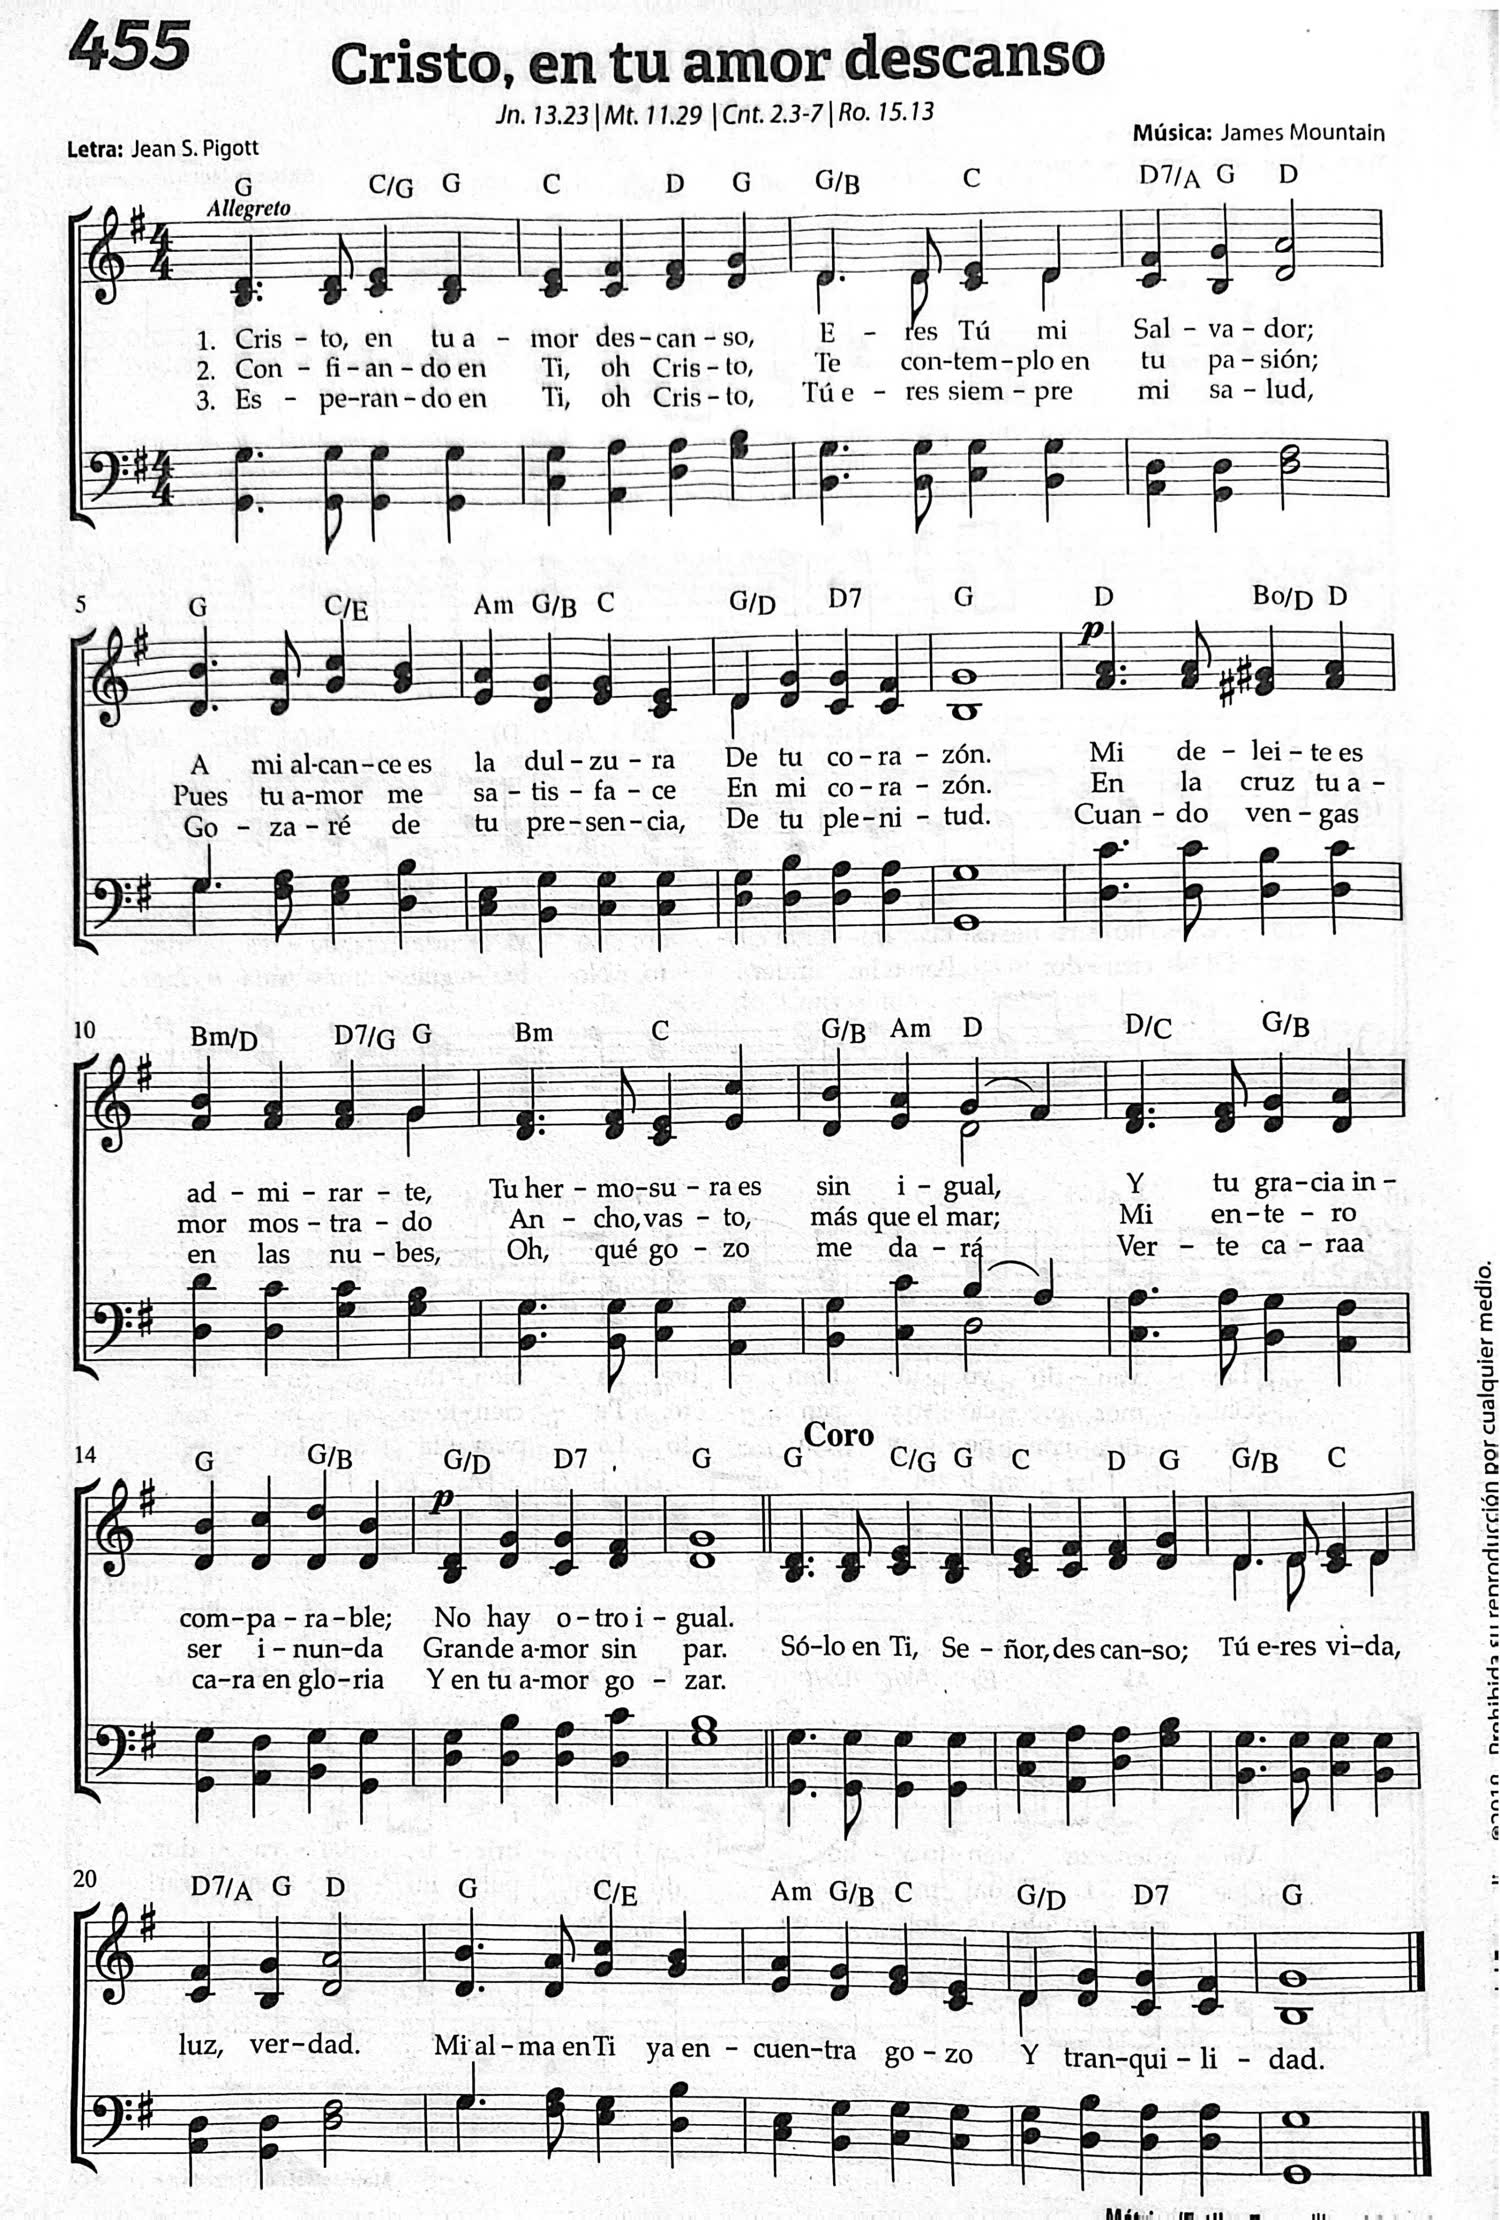 455
Cristo, en tu amor descanso
Jn. 13.23 | Mt. 11.29 | Cnt. 2.3-7 | Ro. 15.13
Letra: Jean S. Pigott
Música: James Mountain
G C/G G C D G G/B C D7/A G D
Allegreto
4 4
1. Cris – to, en tu a – mor des – can – so, E – res Tú mi Sal – va – dor;
2. Con – fi – an – do en Ti, oh Cris – to, Te con – tem – plo en tu pa – sión;
3. Es – pe – ran – do en Ti, oh Cris – to, Tú e – res siem – pre mi sa – lud,
4 4
5 G C/E Am G/B C G/D D7 G D Bo/D D
p
A mi al-can-ce es la dul – zu – ra De tu co – ra – zón. Mi de – lei – te es
Pues tu a-mor me sa – tis – fa – ce En mi co – ra – zón. En la cruz tu a –
Go – za – ré de tu pre – sen – cia, De tu ple – ni – tud. Cuan – do ven – gas
10 Bm/D D7/G G Bm C G/B Am D D/C G/B
ad – mi – rar – te, Tu her – mo – su – ra es sin i – gual, Y tu gra – cia in –
mor mos – tra – do An – cho, vas – to, más que el mar; Mi en – te – ro
en las nu – bes, Oh, qué go – zo me da – rá Ver – te ca – raa
Coro
14 G G/B G/D D7 G G C/G G C D G G/B C
p
com – pa – ra – ble; No hay o – tro i – gual.
ser i – nun – da Grande a-mor sin par. Só-lo en Ti, Se – ñor, des can – so; Tú e-res vi-da,
ca – ra en glo – ria Y en tu a-mor go – zar.
20 D7/A G D G C/E Am G/B C G/D D7 G
luz, ver – dad. Mi al – ma en Ti ya en – cuen – tra go – zo Y tran – qui – li – dad.
©2010 Prohibida su reproducción por cualquier medio.